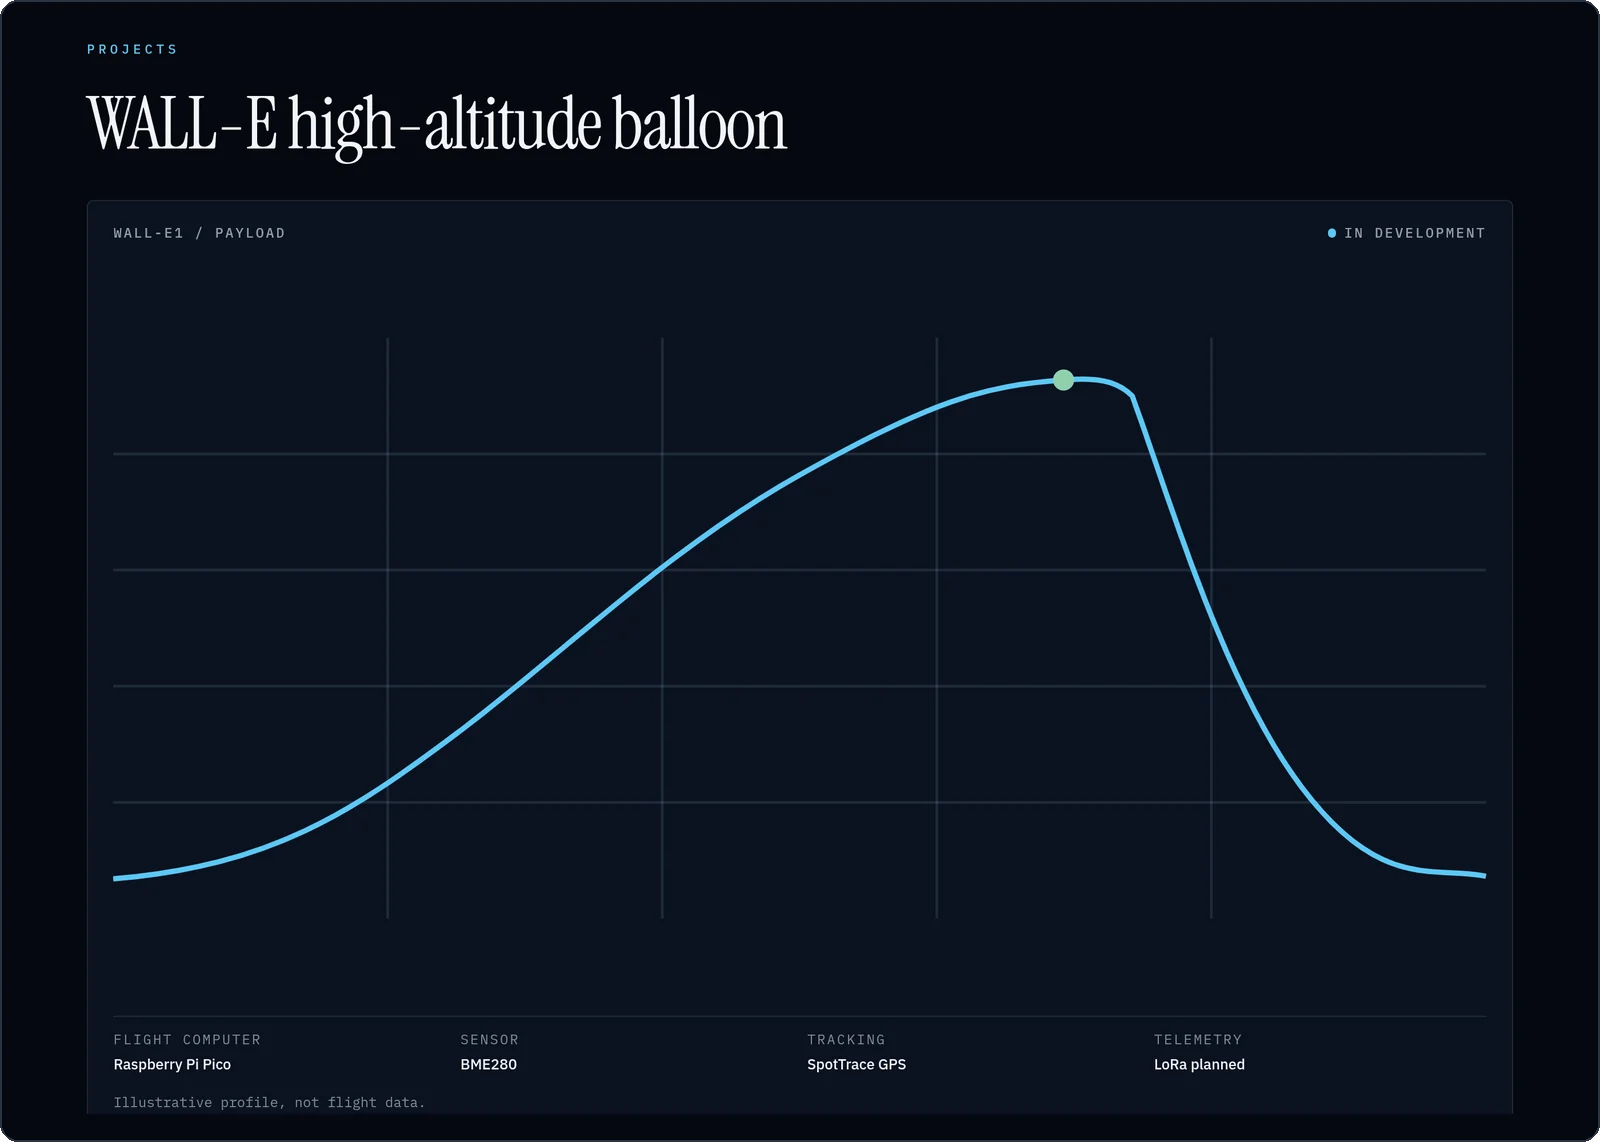 PROJECTS
WALL-E high-altitude balloon
WALL-E1 / PAYLOAD
IN DEVELOPMENT
FLIGHT COMPUTER
Raspberry Pi Pico
SENSOR
BME280
TRACKING
SpotTrace GPS
TELEMETRY
LoRa planned
Illustrative profile, not flight data.